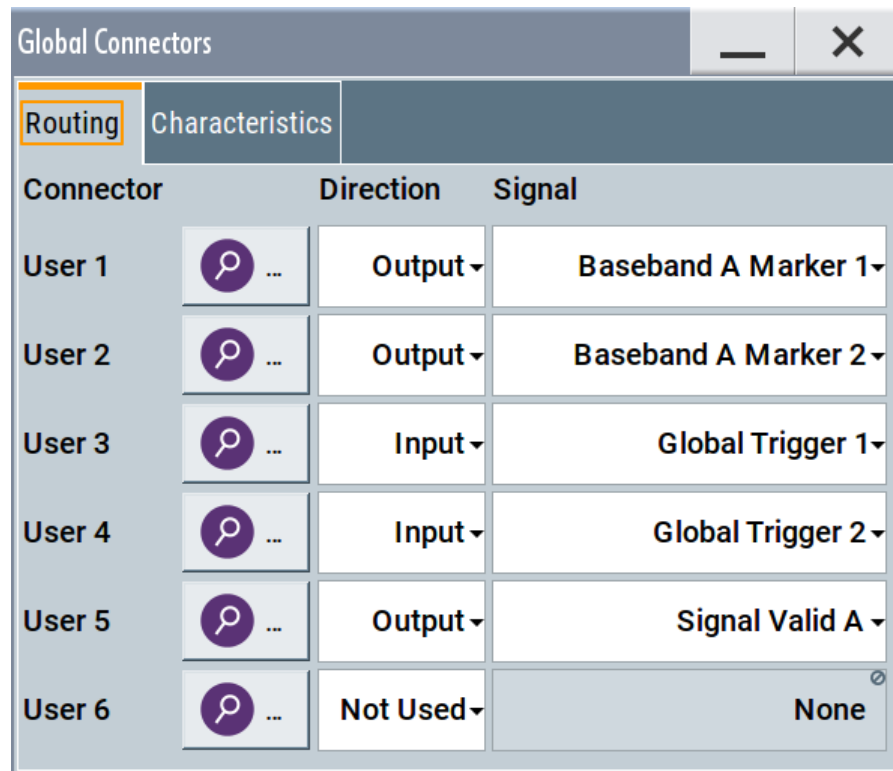 Global Connectors
Routing Characteristics
Connector Direction Signal
User 1 ... Output Baseband A Marker 1
User 2 ... Output Baseband A Marker 2
User 3 ... Input Global Trigger 1
User 4 ... Input Global Trigger 2
User 5 ... Output Signal Valid A
User 6 ... Not Used None